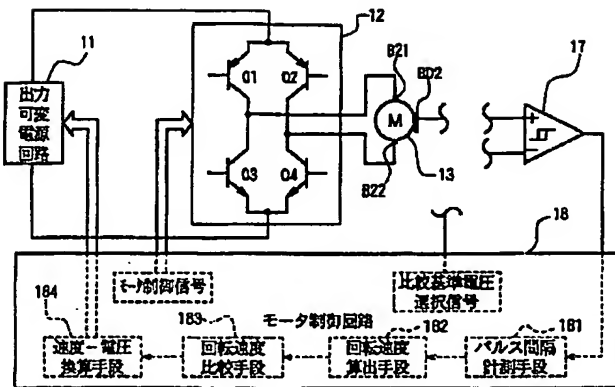 11
12
B21
BD2
17
出力
可変
電源
回路
Q1
Q2
M
+
−
Q3
Q4
B22
13
18
モータ制御信号
比較基準電圧
選択信号
184
183
モータ制御回路
182
181
速度−電圧
換算手段
回転速度
比較手段
回転速度
算出手段
パルス間隔
計測手段